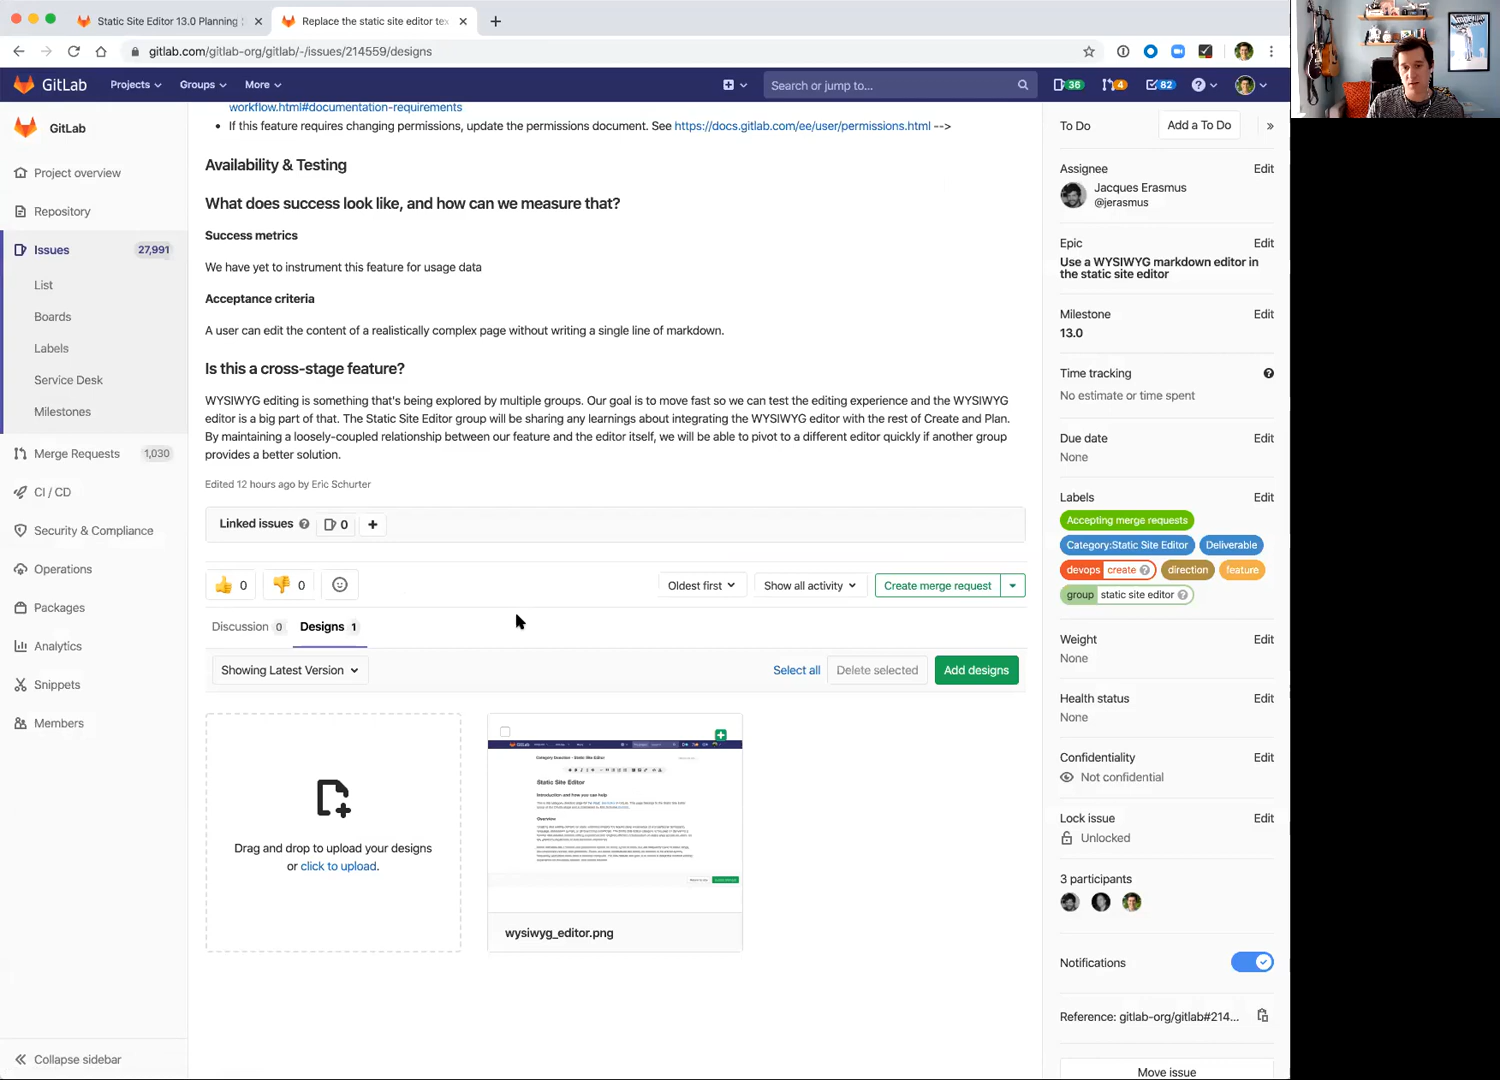 Static Site Editor 13.0 Planning
Replace the static site editor tex
gitlab.com/gitlab-org/gitlab/-/issues/214559/designs
GitLab
Projects
Groups
More
Search or jump to...
36
4
82
GitLab
Project overview
Repository
Issues
27,991
List
Boards
Labels
Service Desk
Milestones
Merge Requests
1,030
CI / CD
Security & Compliance
Operations
Packages
Analytics
Snippets
Members
Collapse sidebar
workflow.html#documentation-requirements
• If this feature requires changing permissions, update the permissions document. See https://docs.gitlab.com/ee/user/permissions.html -->
Availability & Testing
What does success look like, and how can we measure that?
Success metrics
We have yet to instrument this feature for usage data
Acceptance criteria
A user can edit the content of a realistically complex page without writing a single line of markdown.
Is this a cross-stage feature?
WYSIWYG editing is something that's being explored by multiple groups. Our goal is to move fast so we can test the editing experience and the WYSIWYG
editor is a big part of that. The Static Site Editor group will be sharing any learnings about integrating the WYSIWYG editor with the rest of Create and Plan.
By maintaining a loosely-coupled relationship between our feature and the editor itself, we will be able to pivot to a different editor quickly if another group
provides a better solution.
Edited 12 hours ago by Eric Schurter
Linked issues
0
0
0
Oldest first
Show all activity
Create merge request
Discussion 0
Designs 1
Showing Latest Version
Select all
Delete selected
Add designs
Drag and drop to upload your designs
or click to upload.
Static Site Editor
Introduction and how you can help
Overview
wysiwyg_editor.png
To Do
Add a To Do
Assignee
Edit
Jacques Erasmus
@jerasmus
Epic
Edit
Use a WYSIWYG markdown editor in
the static site editor
Milestone
Edit
13.0
Time tracking
No estimate or time spent
Due date
Edit
None
Labels
Edit
Accepting merge requests
Category:Static Site Editor
Deliverable
devops create
direction
feature
group static site editor
Weight
Edit
None
Health status
Edit
None
Confidentiality
Edit
Not confidential
Lock issue
Edit
Unlocked
3 participants
Notifications
Reference: gitlab-org/gitlab#214...
Move issue